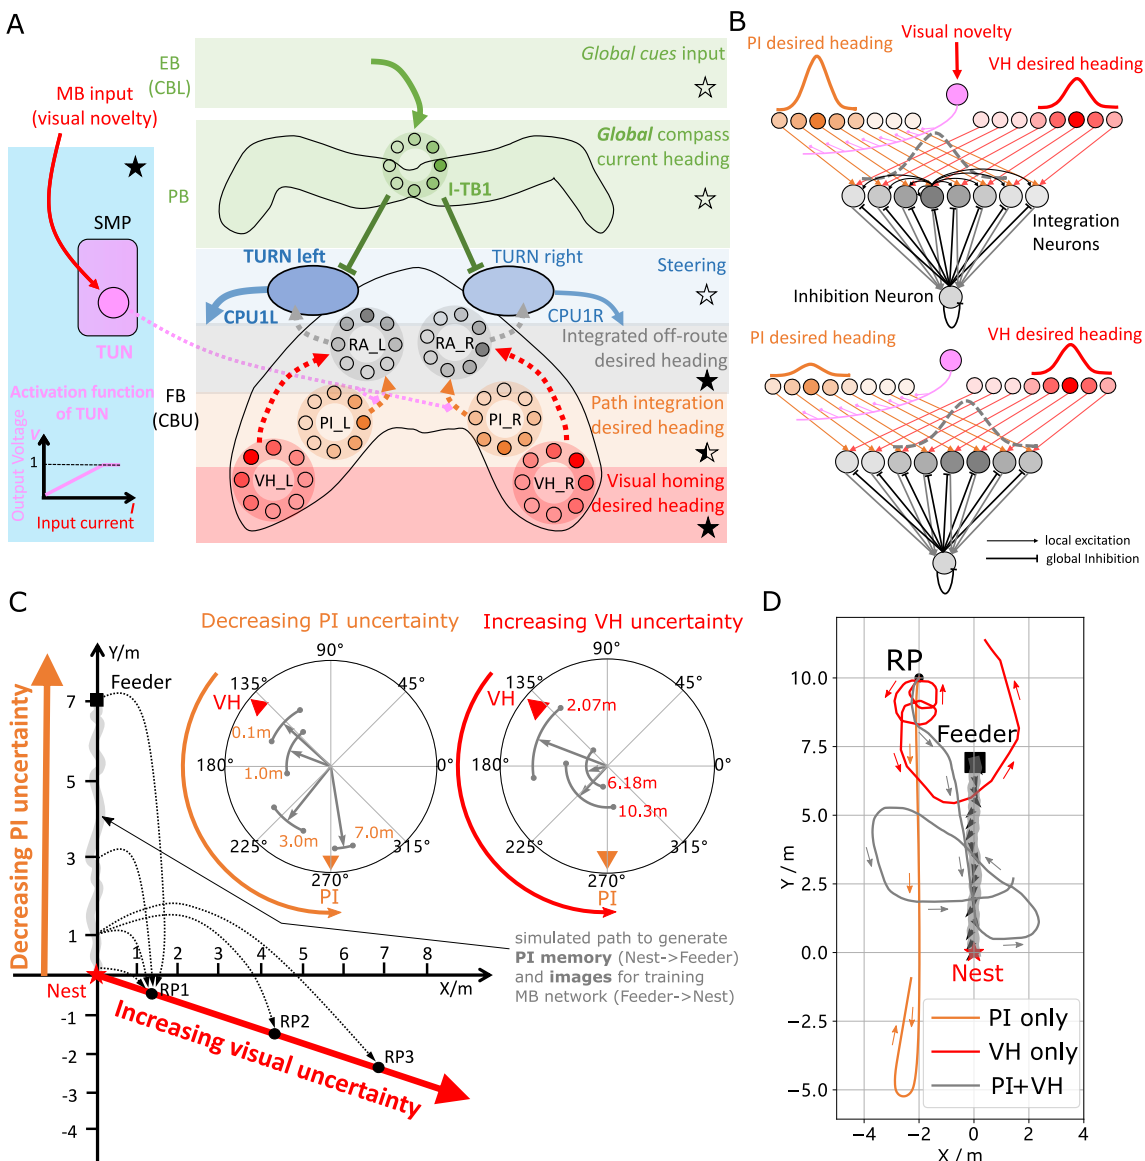 A
EB
(CBL)
Global cues input
MB input
(visual novelty)
Global compass
current heading
PB
I-TB1
SMP
TURN left
TURN right
Steering
CPU1L
CPU1R
TUN
RA_L
RA_R
Integrated off-route
desired heading
Activation function
of TUN
FB
(CBU)
PI_L
PI_R
Path integration
desired heading
Output Voltage
V
1
Input current
I
VH_L
VH_R
Visual homing
desired heading
B
Visual novelty
PI desired heading
VH desired heading
Integration
Neurons
Inhibition Neuron
PI desired heading
VH desired heading
local excitation
global Inhibition
C
Decreasing PI uncertainty
Y/m
Feeder
7
5
3
1
-1
-2
-3
-4
1
2
3
4
5
6
7
8
X/m
Nest
RP1
RP2
RP3
Increasing visual uncertainty
Decreasing PI uncertainty
90°
45°
135°
VH
0.1m
180°
1.0m
0°
225°
3.0m
7.0m
315°
270°
PI
Increasing VH uncertainty
90°
45°
135°
VH
2.07m
180°
0°
6.18m
10.3m
225°
315°
270°
PI
simulated path to generate
PI memory (Nest->Feeder)
and images for training
MB network (Feeder->Nest)
D
RP
Feeder
Nest
10.0
7.5
5.0
2.5
0.0
−2.5
−5.0
Y / m
PI only
VH only
PI+VH
−4
−2
0
2
4
X / m